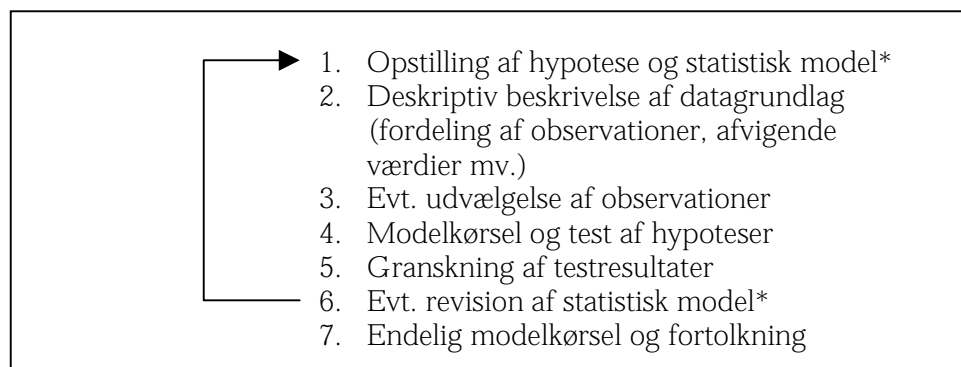 1. Opstilling af hypotese og statistisk model*
2. Deskriptiv beskrivelse af datagrundlag
(fordeling af observationer, afvigende
værdier mv.)
3. Evt. udvælgelse af observationer
4. Modelkørsel og test af hypoteser
5. Granskning af testresultater
6. Evt. revision af statistisk model*
7. Endelig modelkørsel og fortolkning